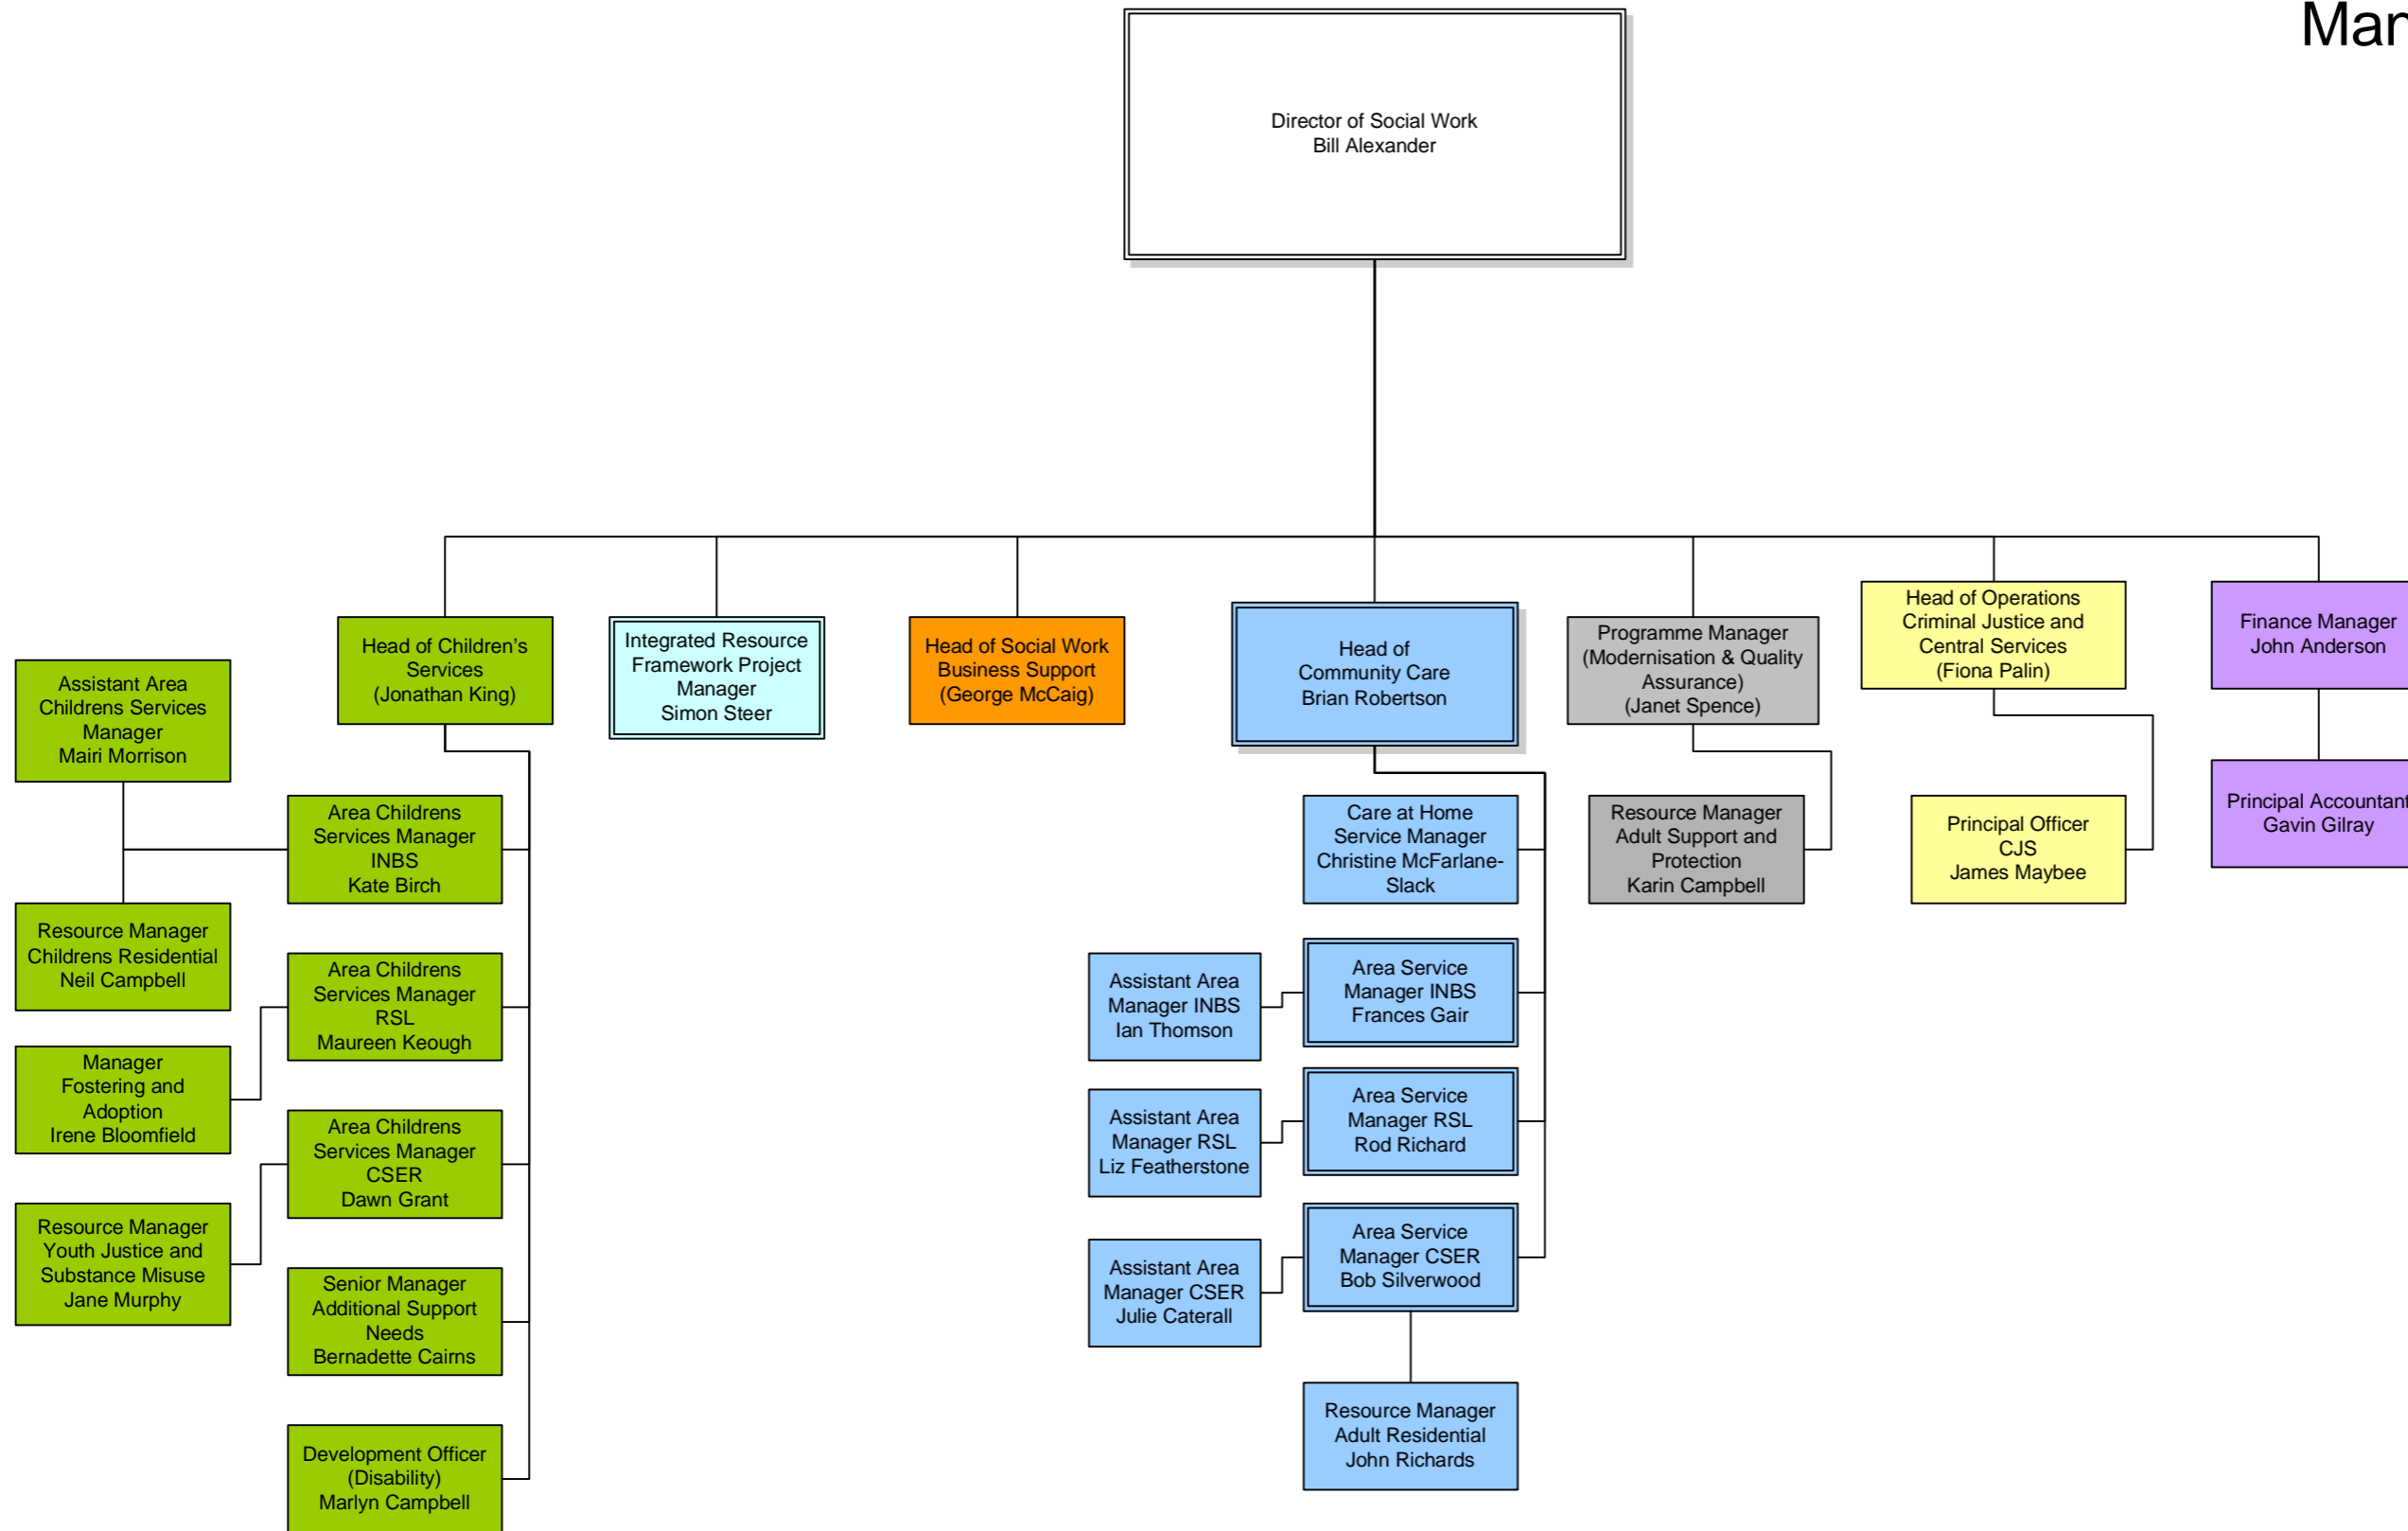 Man
Director of Social Work
Bill Alexander
Head of Children's
Services
(Jonathan King)
Integrated Resource
Framework Project
Manager
Simon Steer
Head of Social Work
Business Support
(George McCaig)
Head of
Community Care
Brian Robertson
Programme Manager
(Modernisation & Quality
Assurance)
(Janet Spence)
Head of Operations
Criminal Justice and
Central Services
(Fiona Palin)
Finance Manager
John Anderson
Assistant Area
Childrens Services
Manager
Mairi Morrison
Area Childrens
Services Manager
INBS
Kate Birch
Resource Manager
Childrens Residential
Neil Campbell
Area Childrens
Services Manager
RSL
Maureen Keough
Manager
Fostering and
Adoption
Irene Bloomfield
Area Childrens
Services Manager
CSER
Dawn Grant
Resource Manager
Youth Justice and
Substance Misuse
Jane Murphy
Senior Manager
Additional Support
Needs
Bernadette Cairns
Development Officer
(Disability)
Marlyn Campbell
Care at Home
Service Manager
Christine McFarlane-
Slack
Assistant Area
Manager INBS
Ian Thomson
Area Service
Manager INBS
Frances Gair
Assistant Area
Manager RSL
Liz Featherstone
Area Service
Manager RSL
Rod Richard
Assistant Area
Manager CSER
Julie Caterall
Area Service
Manager CSER
Bob Silverwood
Resource Manager
Adult Residential
John Richards
Resource Manager
Adult Support and
Protection
Karin Campbell
Principal Officer
CJS
James Maybee
Principal Accountant
Gavin Gilray